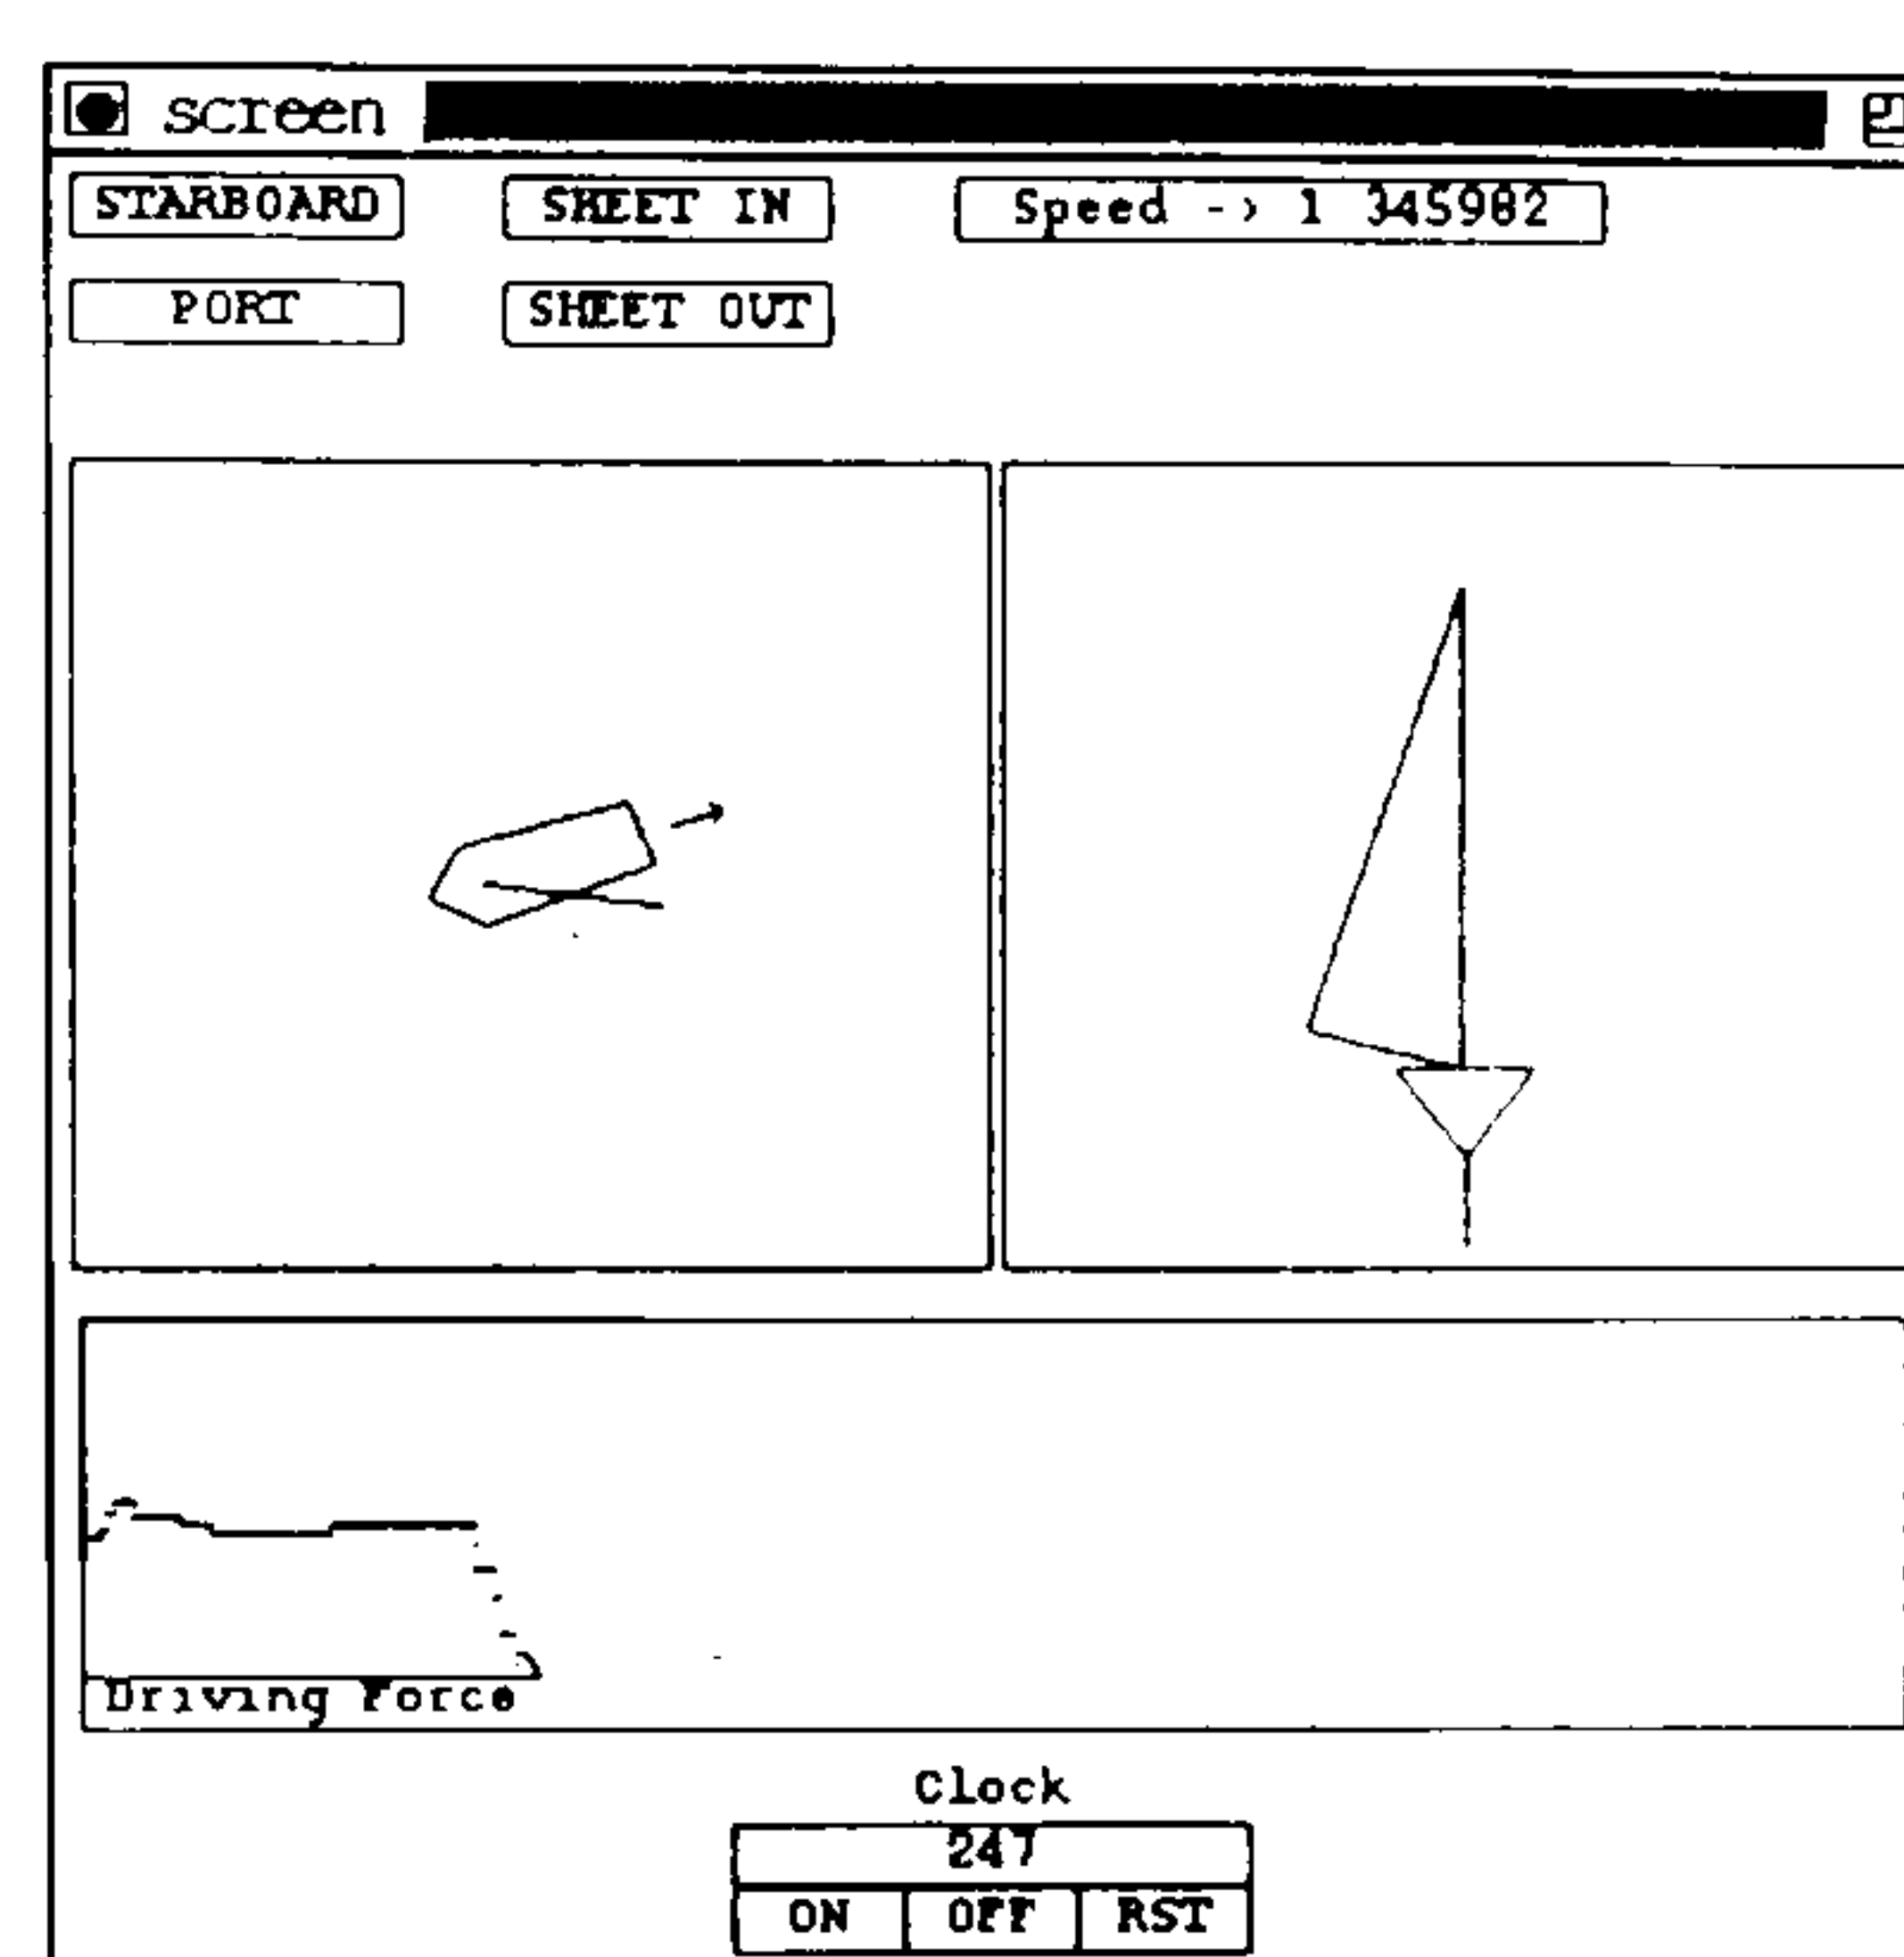 screen
STARBOARD SHEET IN Speed -> 1 345982
PORT SHEET OUT
Driving Force
Clock
247
ON OFF RST